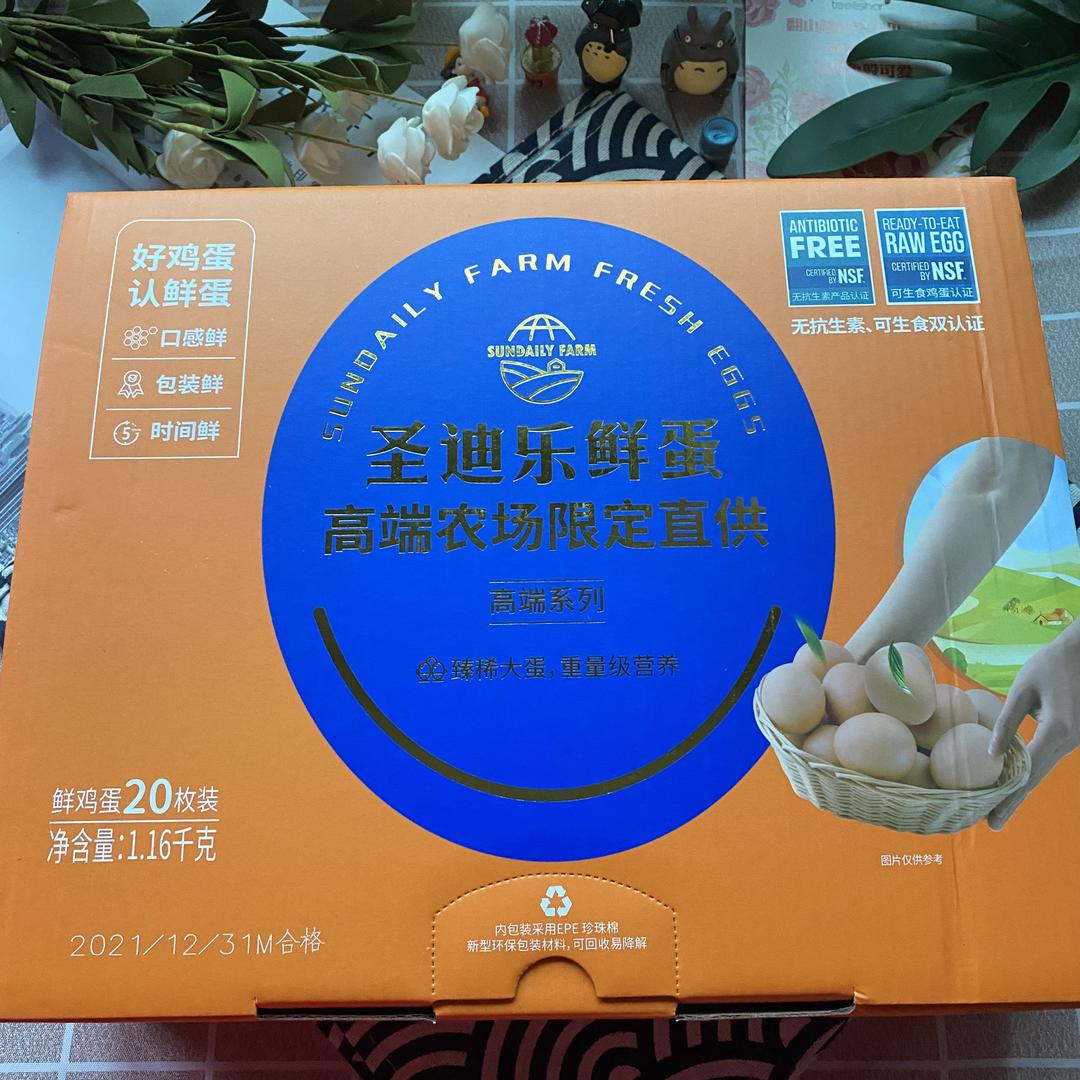 好鸡蛋
认鲜蛋
口感鲜
包装鲜
5
时间鲜
SUNDAILY FARM FRESH EGGS
SUNDAILY FARM
圣迪乐鲜蛋
高端农场限定直供
高端系列
臻稀大蛋,重量级营养
ANTIBIOTIC
FREE
CERTIFIED BY NSF
无抗生素产品认证
READY-TO-EAT
RAW EGG
CERTIFIED BY NSF
可生食鸡蛋认证
无抗生素、可生食双认证
鲜鸡蛋20枚装
净含量:1.16千克
图片仅供参考
2021/12/31M合格
内包装采用EPE 珍珠棉
新型环保包装材料,可回收易降解